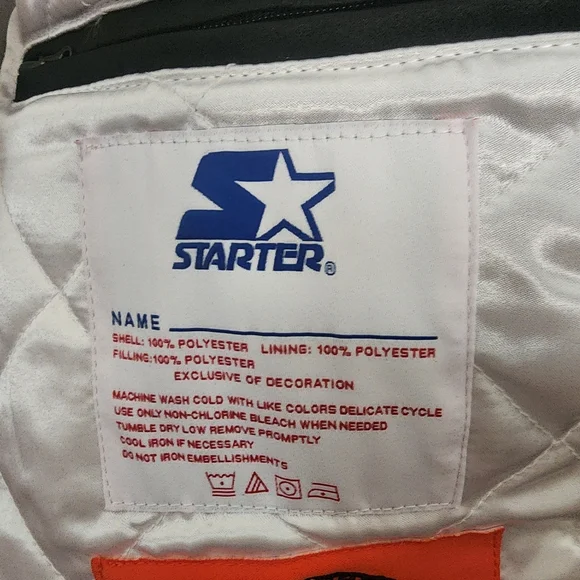 STARTER®
NAME
SHELL: 100% POLYESTER LINING: 100% POLYESTER
FILLING:100% POLYESTER
EXCLUSIVE OF DECORATION
MACHINE WASH COLD WITH LIKE COLORS DELICATE CYCLE
USE ONLY NON-CHLORINE BLEACH WHEN NEEDED
TUMBLE DRY LOW REMOVE PROMPTLY
COOL IRON IF NECESSARY
DO NOT IRON EMBELLISHMENTS